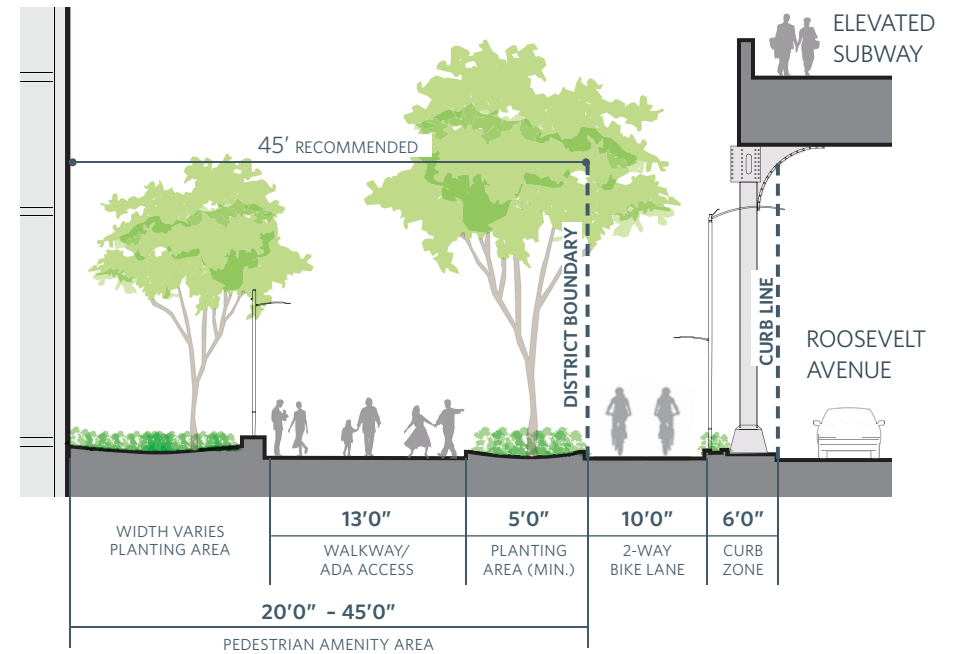 ELEVATED
SUBWAY
45’ RECOMMENDED
DISTRICT BOUNDARY
CURB LINE
ROOSEVELT
AVENUE
WIDTH VARIES
PLANTING AREA
13’0”
WALKWAY/
ADA ACCESS
5’0”
PLANTING
AREA (MIN.)
10’0”
2-WAY
BIKE LANE
6’0”
CURB
ZONE
20’0” – 45’0”
PEDESTRIAN AMENITY AREA